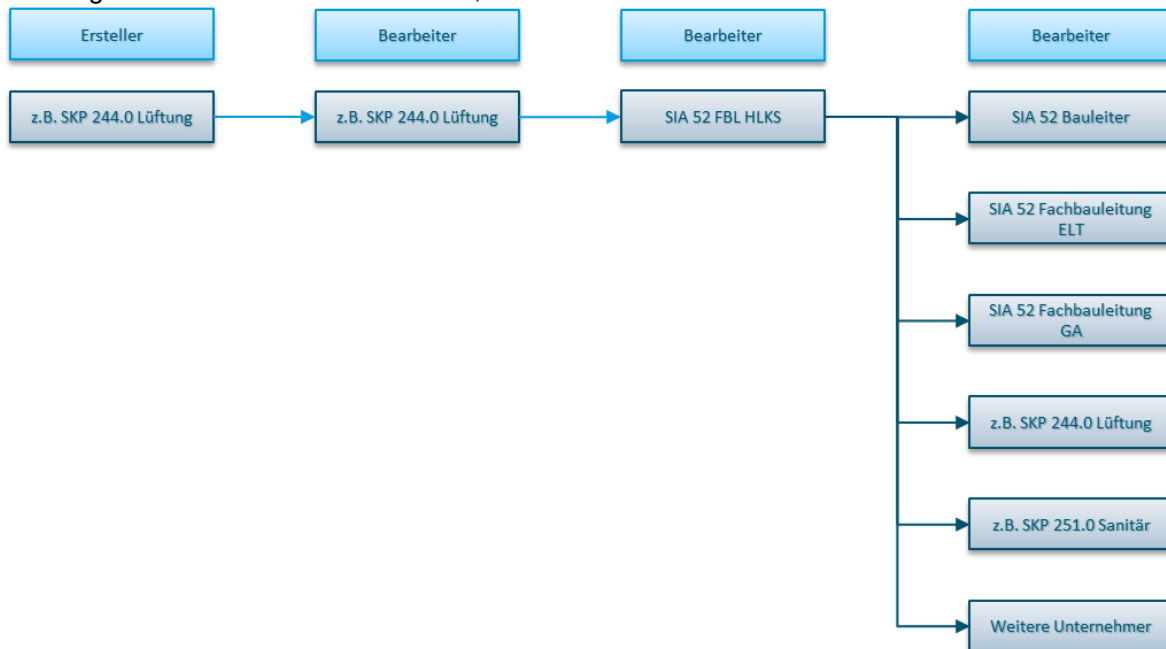 Ersteller
Bearbeiter
Bearbeiter
Bearbeiter
z.B. SKP 244.0 Lüftung
z.B. SKP 244.0 Lüftung
SIA 52 FBL HLKS
SIA 52 Bauleiter
SIA 52 Fachbauleitung
ELT
SIA 52 Fachbauleitung
GA
z.B. SKP 244.0 Lüftung
z.B. SKP 251.0 Sanitär
Weitere Unternehmer